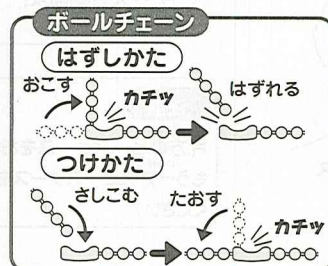 ボールチェーン
はずしかた
おこす
カチッ
はずれる
つけかた
さしこむ
たおす
カチッ